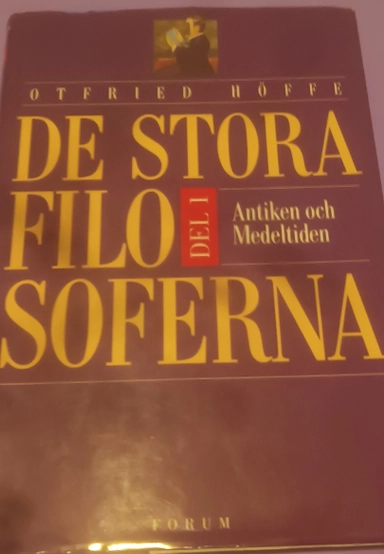 OTFRIED HÖFFE
DE STORA
FILO
DEL 1
Antiken och
Medeltiden
SOFERNA
FORUM